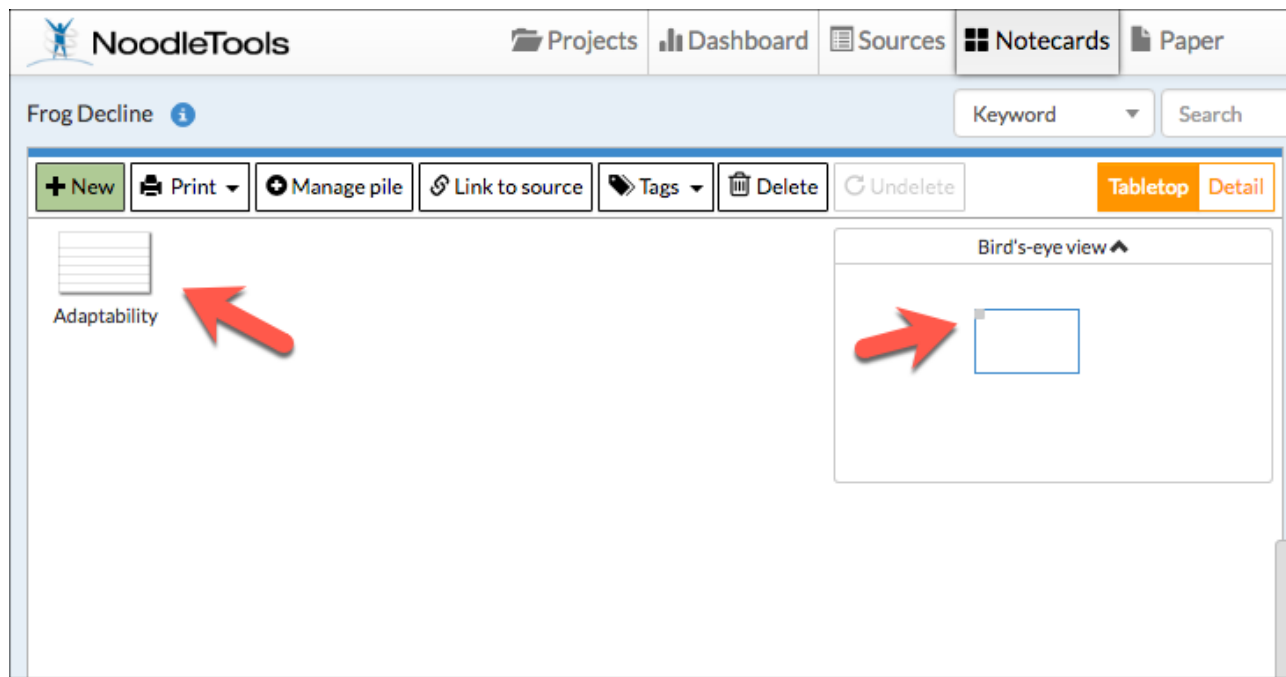 NoodleTools Projects Dashboard Sources Notecards Paper
Frog Decline Keyword Search
New Print Manage pile Link to source Tags Delete Undelete Tabletop Detail
Bird's-eye view
Adaptability